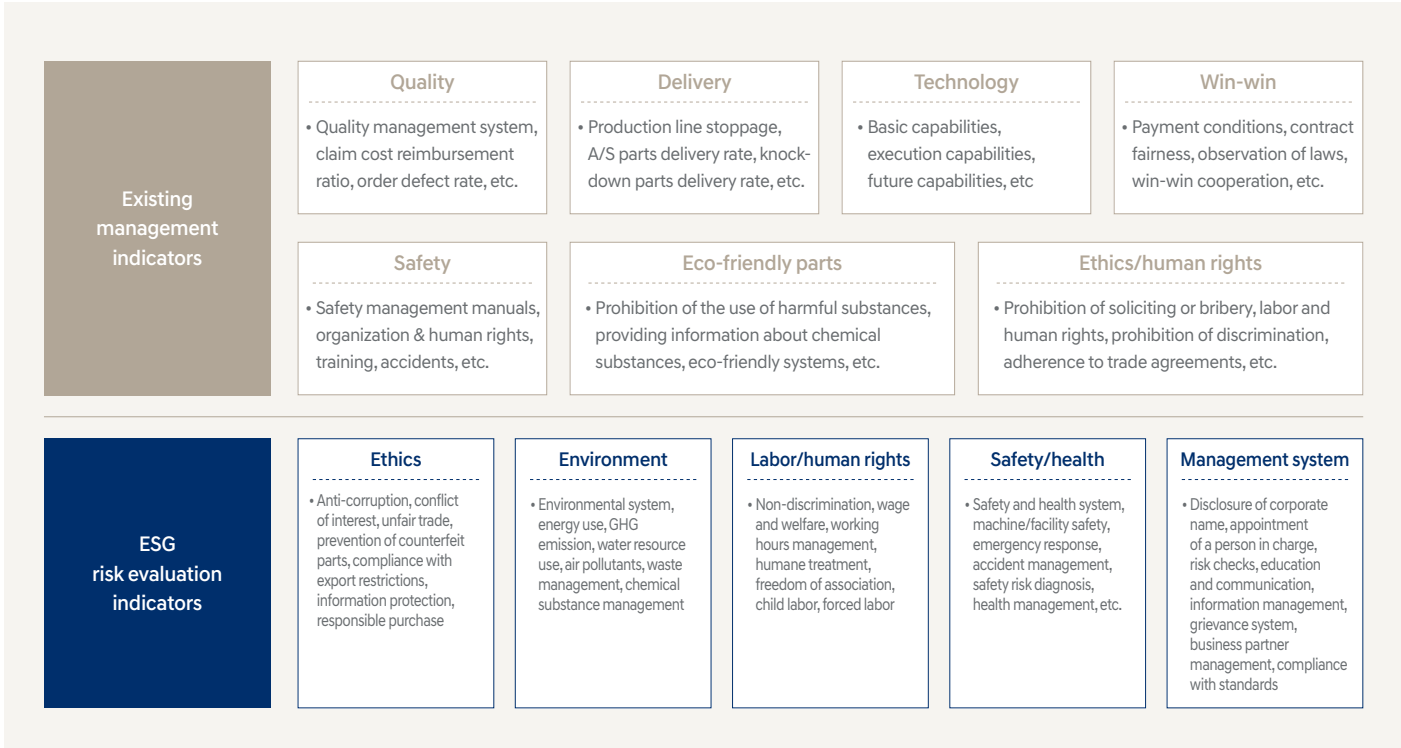 Existing
management
indicators
Quality
• Quality management system,
claim cost reimbursement
ratio, order defect rate, etc.
Delivery
• Production line stoppage,
A/S parts delivery rate, knock-
down parts delivery rate, etc.
Technology
• Basic capabilities,
execution capabilities,
future capabilities, etc
Win-win
• Payment conditions, contract
fairness, observation of laws,
win-win cooperation, etc.
Safety
• Safety management manuals,
organization & human rights,
training, accidents, etc.
Eco-friendly parts
• Prohibition of the use of harmful substances,
providing information about chemical
substances, eco-friendly systems, etc.
Ethics/human rights
• Prohibition of soliciting or bribery, labor and
human rights, prohibition of discrimination,
adherence to trade agreements, etc.
ESG
risk evaluation
indicators
Ethics
• Anti-corruption, conflict
of interest, unfair trade,
prevention of counterfeit
parts, compliance with
export restrictions,
information protection,
responsible purchase
Environment
• Environmental system,
energy use, GHG
emission, water resource
use, air pollutants, waste
management, chemical
substance management
Labor/human rights
• Non-discrimination, wage
and welfare, working
hours management,
humane treatment,
freedom of association,
child labor, forced labor
Safety/health
• Safety and health system,
machine/facility safety,
emergency response,
accident management,
safety risk diagnosis,
health management, etc.
Management system
• Disclosure of corporate
name, appointment
of a person in charge,
risk checks, education
and communication,
information management,
grievance system,
business partner
management, compliance
with standards